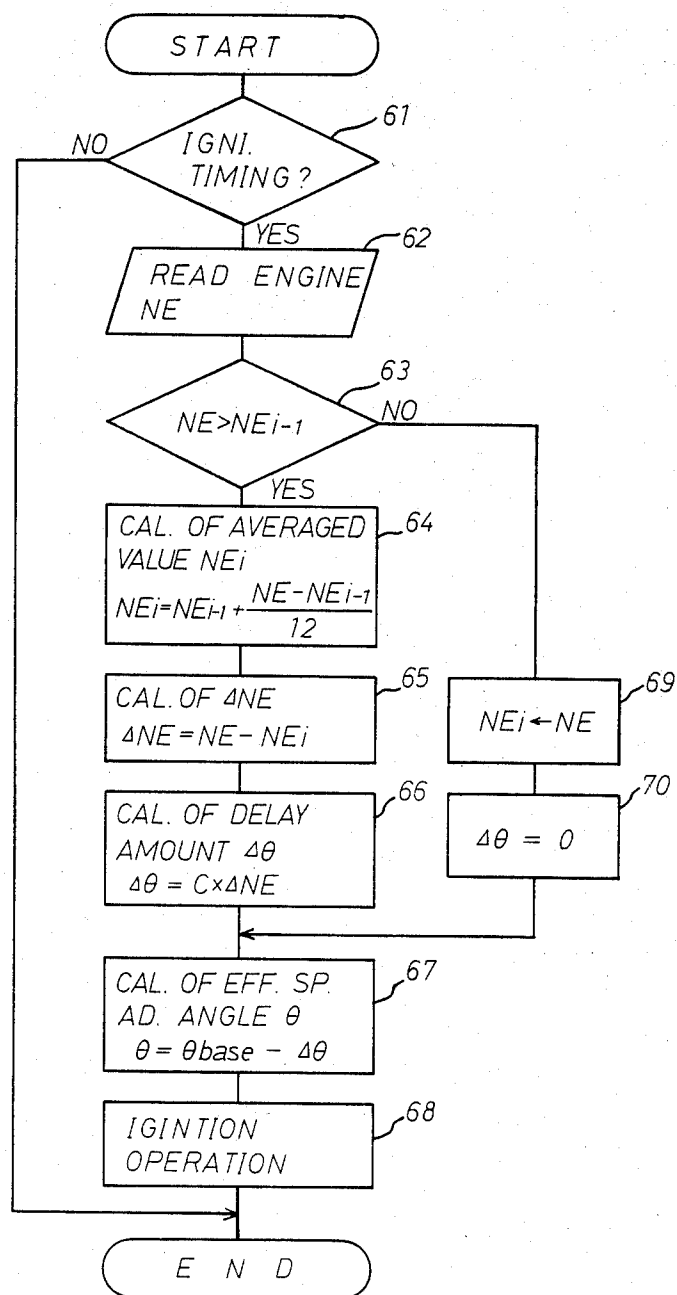 START
61
IGNI.
TIMING?
NO
YES
62
READ ENGINE
NE
63
NE>NEi-1
NO
YES
64
CAL. OF AVERAGED
VALUE NEi
NEi=NEi-1+NE-NEi-1/12
65
CAL. OF ΔNE
ΔNE=NE-NEi
69
NEi←NE
66
CAL. OF DELAY
AMOUNT Δθ
Δθ = C×ΔNE
70
Δθ = 0
67
CAL. OF EFF. SP.
AD. ANGLE θ
θ = θbase - Δθ
68
IGINTION
OPERATION
END